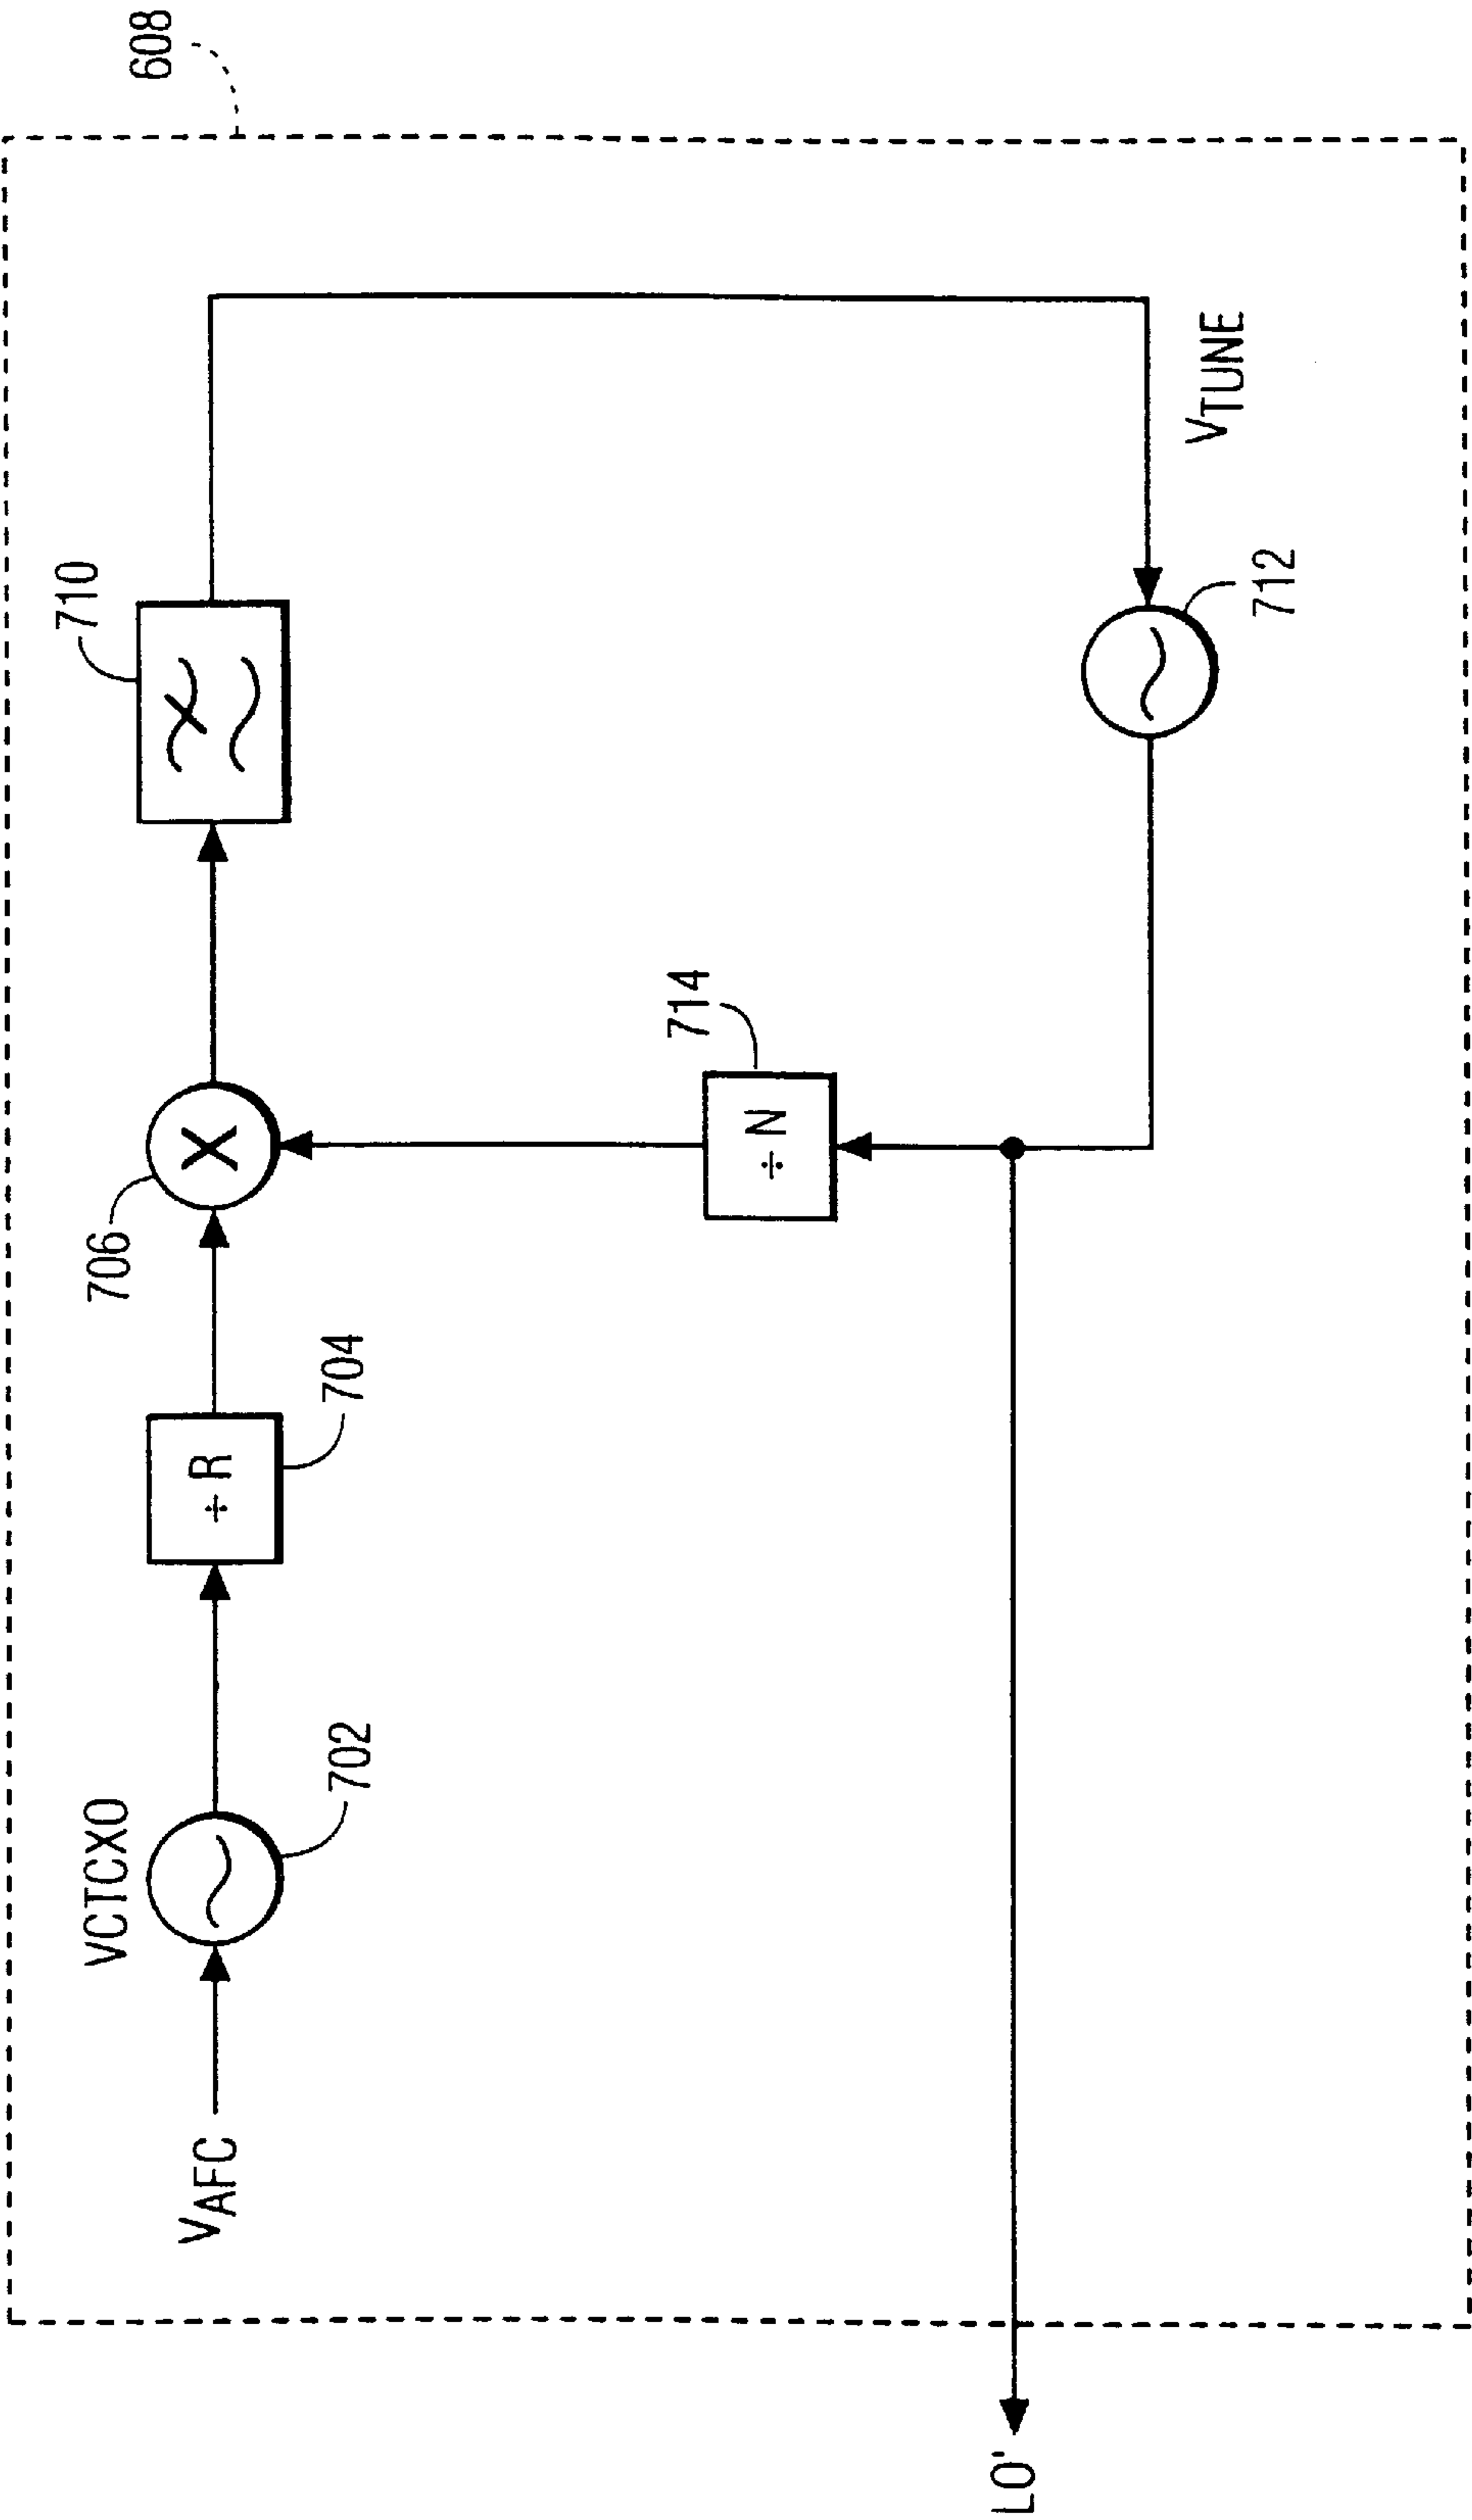 608
710
VCTCXO
706
VAFC
÷ R
X
702
704
714
÷ N
VTUNE
712
LO'